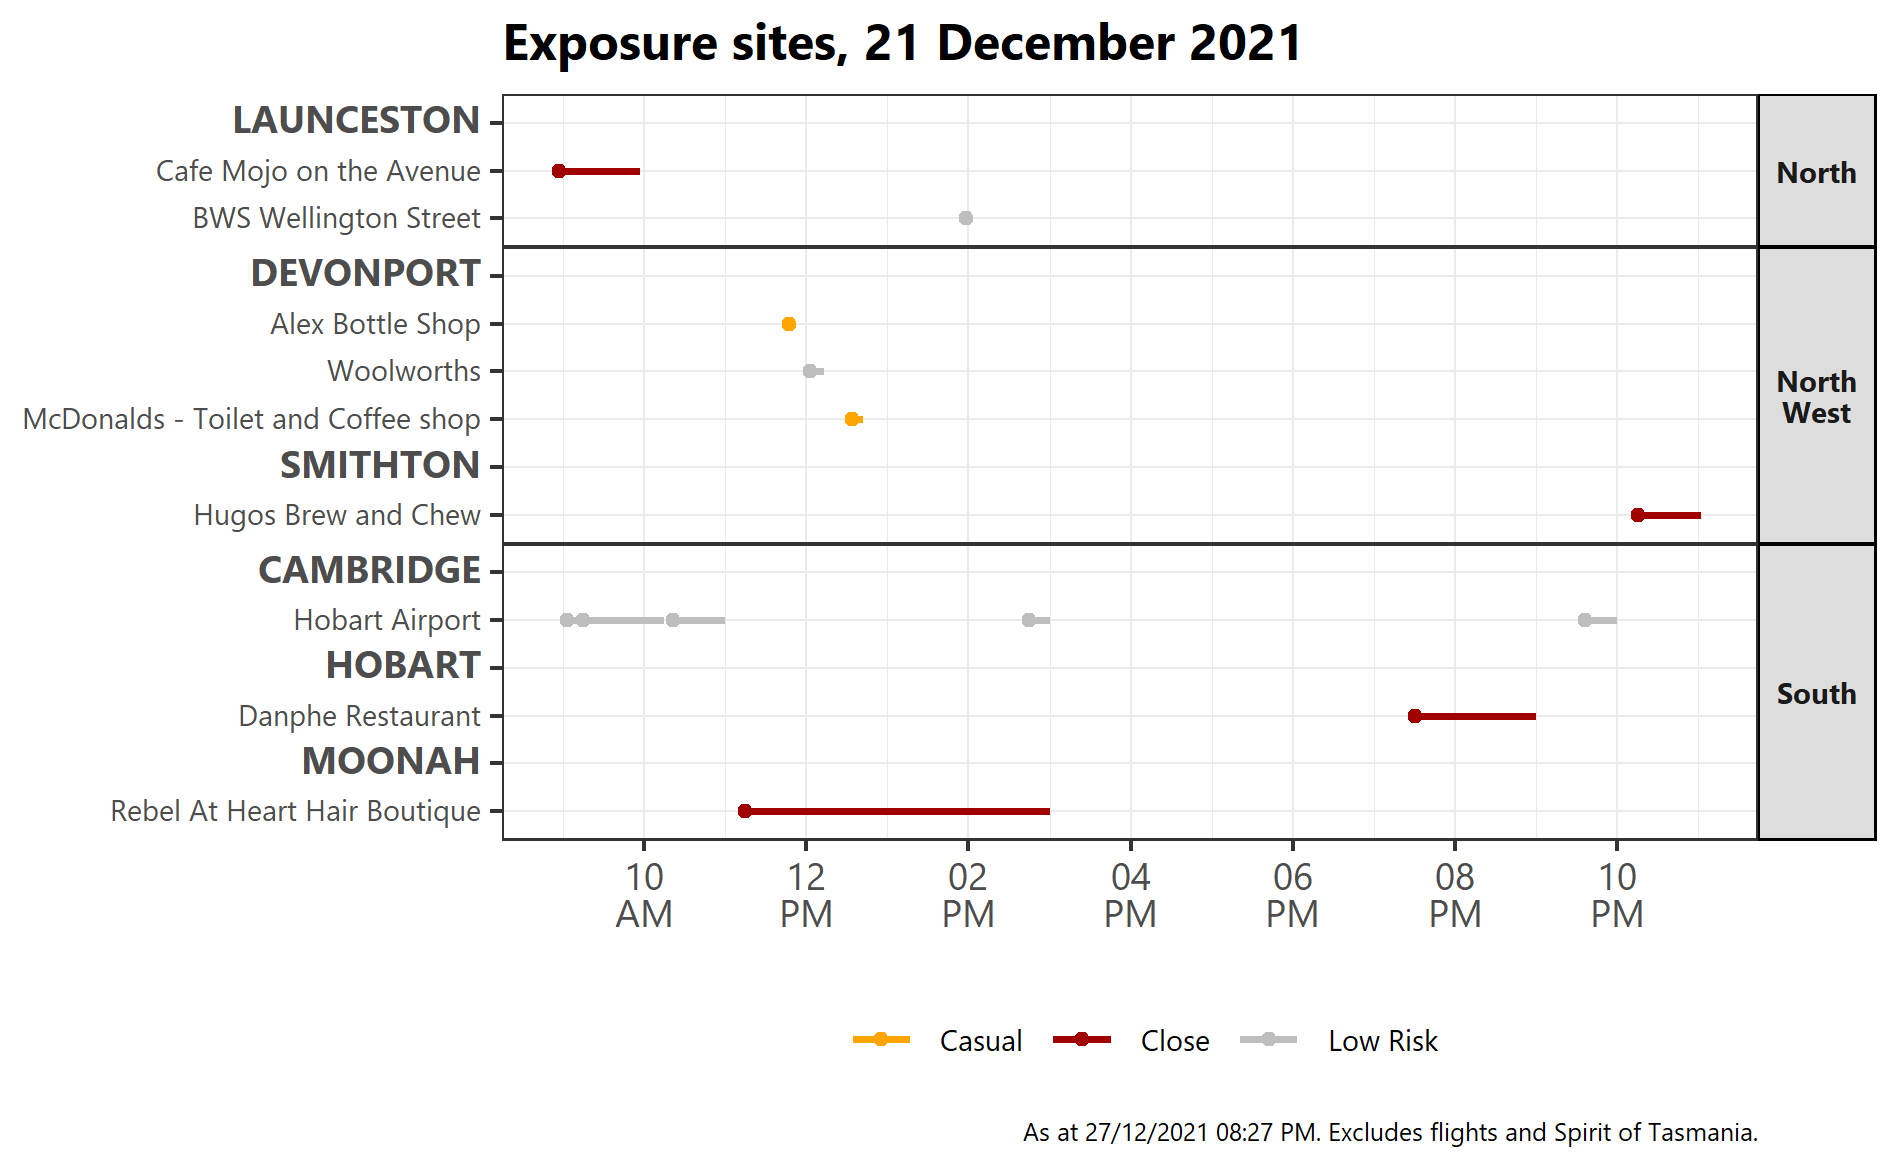 Exposure sites, 21 December 2021
LAUNCESTON
Cafe Mojo on the Avenue
BWS Wellington Street
North
DEVONPORT
Alex Bottle Shop
Woolworths
McDonalds - Toilet and Coffee shop
SMITHTON
Hugos Brew and Chew
North
West
CAMBRIDGE
Hobart Airport
HOBART
Danphe Restaurant
MOONAH
Rebel At Heart Hair Boutique
South
10 12 02 04 06 08 10
AM PM PM PM PM PM PM
Casual Close Low Risk
As at 27/12/2021 08:27 PM. Excludes flights and Spirit of Tasmania.